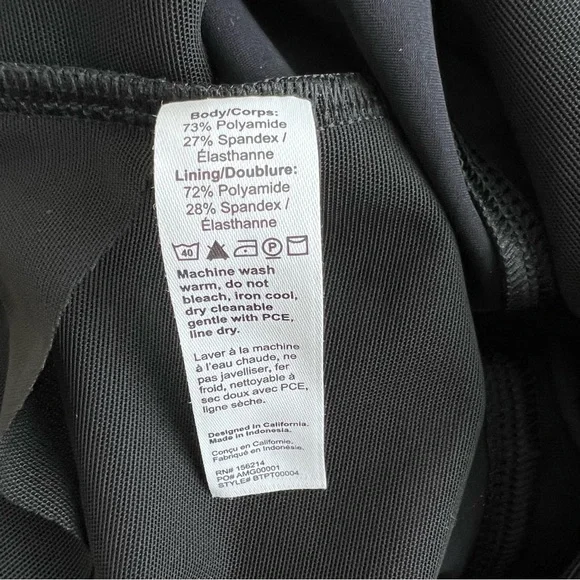 Body/Corps:
73% Polyamide
27% Spandex /
Élasthanne
Lining/Doublure:
72% Polyamide
28% Spandex /
Élasthanne
40 P
Machine wash
warm, do not
bleach, iron cool,
dry cleanable
gentle with PCE,
line dry.
Laver à la machine
à l'eau chaude, ne
pas javelliser, fer
froid, nettoyable à
sec doux avec PCE,
ligne sèche.
Designed in California.
Made in Indonesia.
Conçu en Californie.
Fabriqué en Indonésie.
RN# 156214
PO# AMG00001
STYLE# BTPT00004